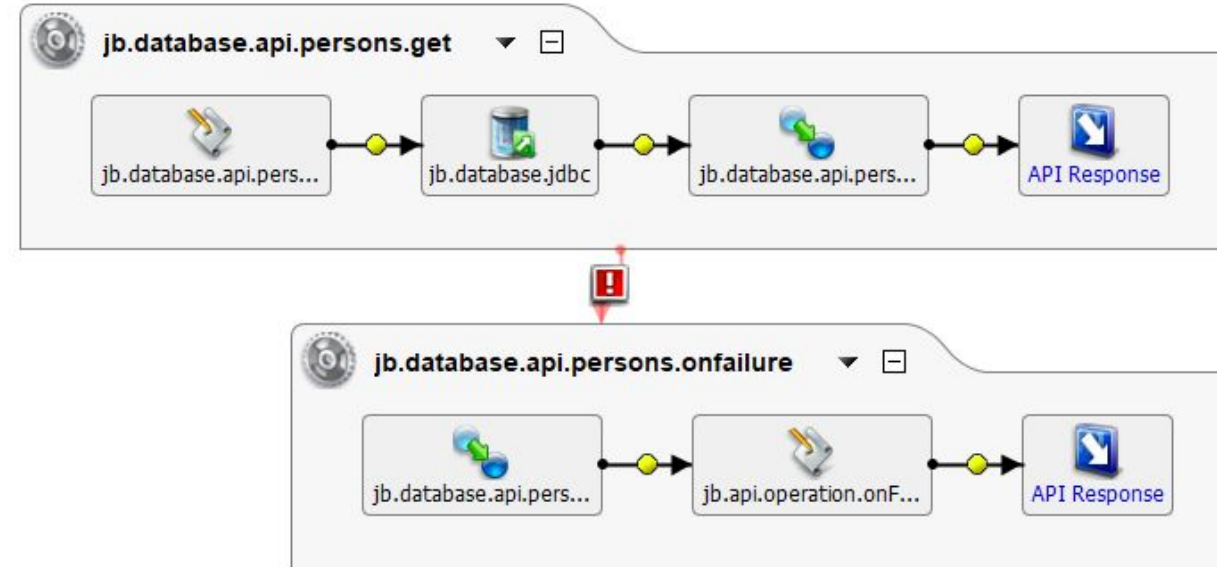 jb.database.api.persons.get
jb.database.api.pers...
jb.database.jdbc
jb.database.api.pers...
API Response
jb.database.api.persons.onfailure
jb.database.api.pers...
jb.api.operation.onF...
API Response